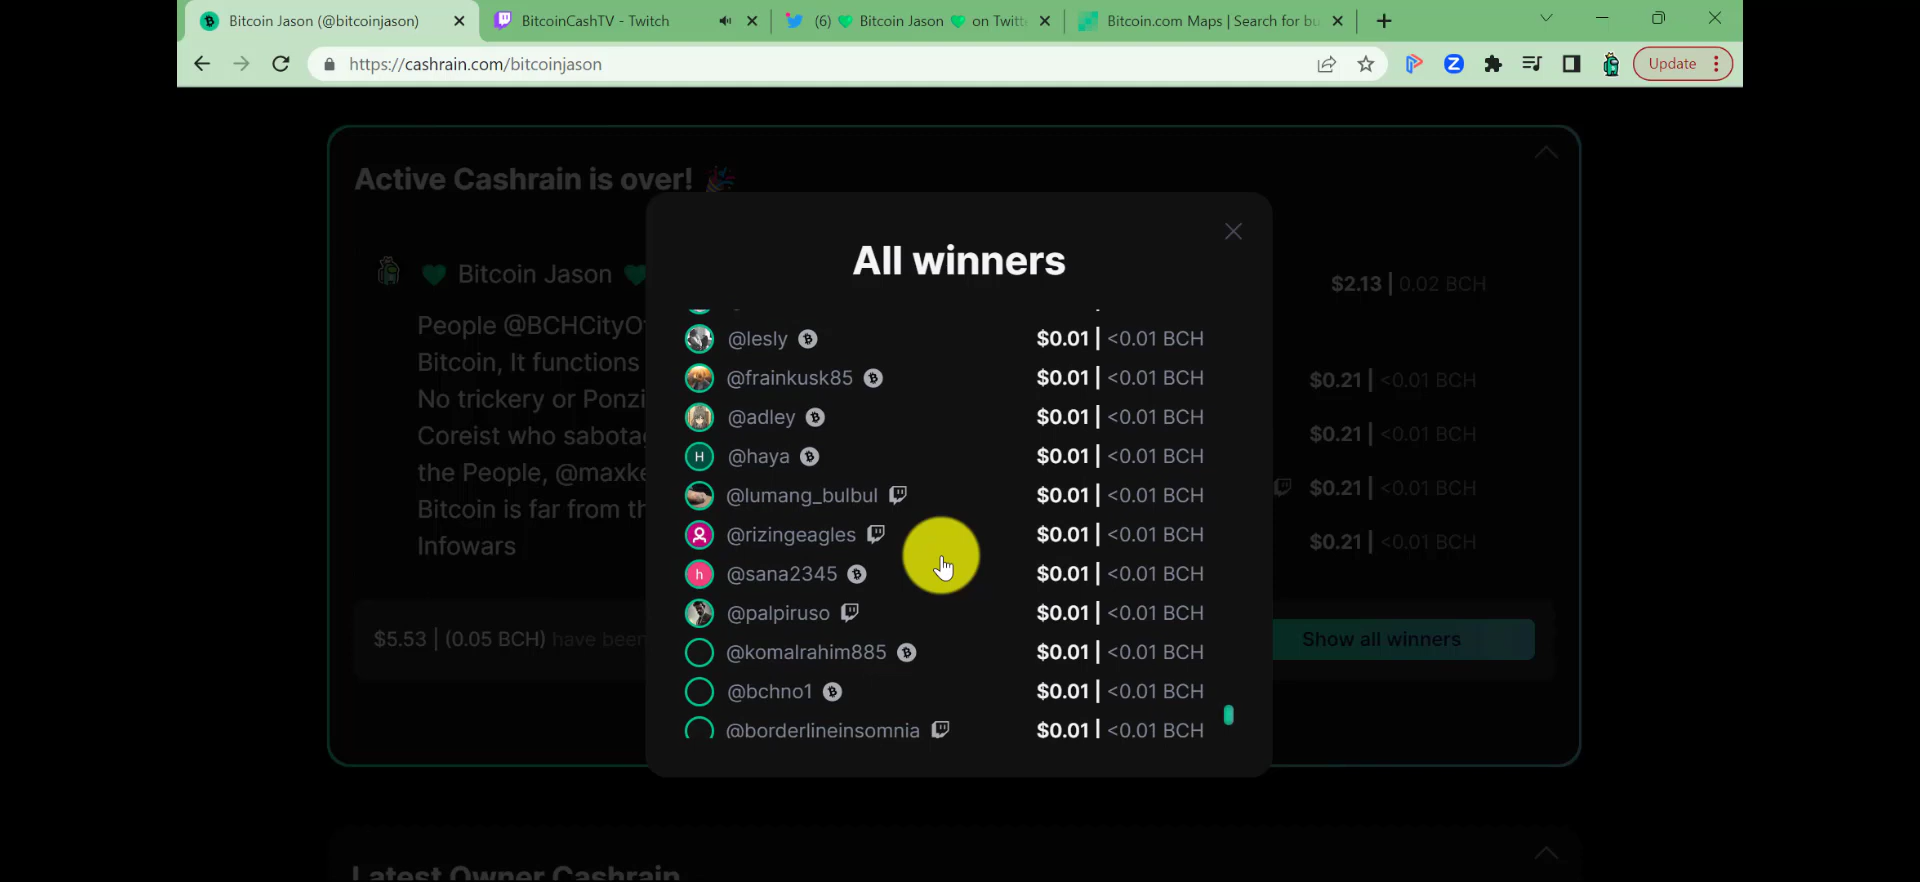 Bitcoin Jason (@bitcoinjason)
BitcoinCashTV - Twitch
(6) 💚 Bitcoin Jason 💚 on Twitt
Bitcoin.com Maps | Search for bu
https://cashrain.com/bitcoinjason
Update
Active Cashrain is over! 🎉
💚 Bitcoin Jason 💚
$2.13 | 0.02 BCH
People @BCHCityO
Bitcoin, It functions
No trickery or Ponzi
Coreist who sabota
the People, @maxke
Bitcoin is far from th
Infowars
$0.21 | <0.01 BCH
$0.21 | <0.01 BCH
$0.21 | <0.01 BCH
$0.21 | <0.01 BCH
$5.53 | (0.05 BCH) have been
Show all winners
All winners
@lesly $0.01 | <0.01 BCH
@frainkusk85 $0.01 | <0.01 BCH
@adley $0.01 | <0.01 BCH
H @haya $0.01 | <0.01 BCH
@lumang_bulbul $0.01 | <0.01 BCH
@rizingeagles $0.01 | <0.01 BCH
h @sana2345 $0.01 | <0.01 BCH
@palpiruso $0.01 | <0.01 BCH
@komalrahim885 $0.01 | <0.01 BCH
@bchno1 $0.01 | <0.01 BCH
@borderlineinsomnia $0.01 | <0.01 BCH
Latest Owner Cashrain